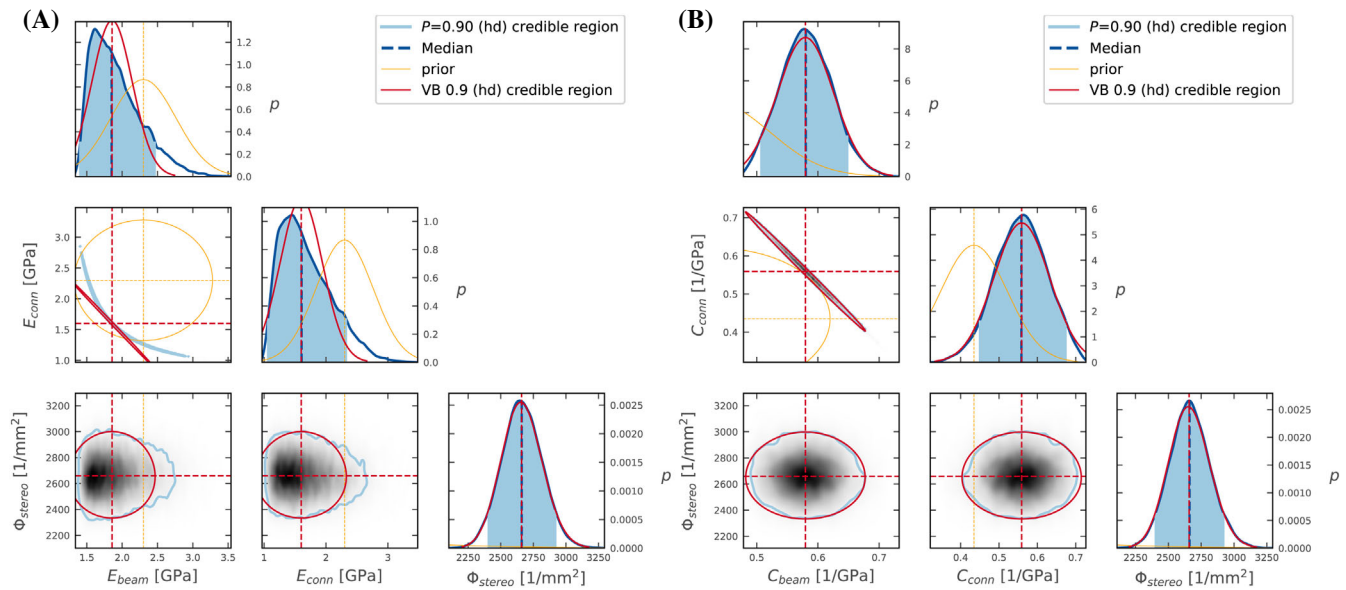 (A)
P=0.90 (hd) credible region
Median
prior
VB 0.9 (hd) credible region
1.2
1.0
0.8
0.6
0.4
0.2
0.0
p
E_conn [GPa]
3.0
2.5
2.0
1.5
1.0
1.0
0.8
0.6
0.4
0.2
0.0
p
Φ_stereo [1/mm²]
3200
3000
2800
2600
2400
2200
0.0025
0.0020
0.0015
0.0010
0.0005
0.0000
p
1.5 2.0 2.5 3.0 3.5
E_beam [GPa]
1 2 3
E_conn [GPa]
2250 2500 2750 3000 3250
Φ_stereo [1/mm²]
(B)
P=0.90 (hd) credible region
Median
prior
VB 0.9 (hd) credible region
8
6
4
2
0
p
C_conn [1/GPa]
0.7
0.6
0.5
0.4
6
5
4
3
2
1
0
p
Φ_stereo [1/mm²]
3200
3000
2800
2600
2400
2200
0.0025
0.0020
0.0015
0.0010
0.0005
0.0000
p
0.5 0.6 0.7
C_beam [1/GPa]
0.4 0.5 0.6 0.7
C_conn [1/GPa]
2250 2500 2750 3000 3250
Φ_stereo [1/mm²]